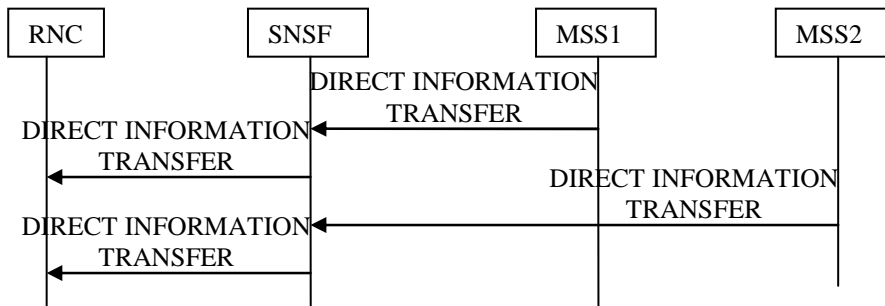 RNC
SNSF
MSS1
MSS2
DIRECT INFORMATION
TRANSFER
DIRECT INFORMATION
TRANSFER
DIRECT INFORMATION
TRANSFER
DIRECT INFORMATION
TRANSFER